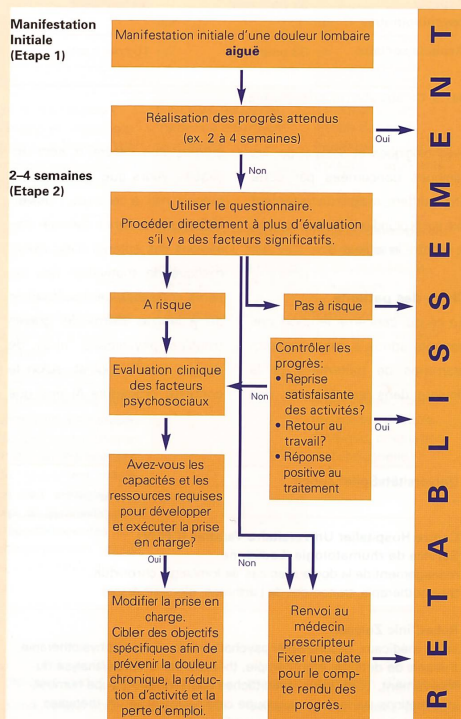 Manifestation
Initiale
(Etape 1)
Manifestation initiale d'une douleur lombaire
aiguë
Réalisation des progrès attendus
(ex. 2 à 4 semaines)
Oui
Non
2–4 semaines
(Etape 2)
Utiliser le questionnaire.
Procéder directement à plus d'évaluation
s'il y a des facteurs significatifs.
A risque
Pas à risque
Evaluation clinique
des facteurs
psychosociaux
Non
Contrôler les
progrès:
• Reprise
satisfaisante
des activités?
• Retour au
travail?
• Réponse
positive au
traitement
Oui
Avez-vous les
capacités et les
ressources requises
pour développer
et exécuter la prise
en charge?
Oui
Non
Modifier la prise en
charge.
Cibler des objectifs
spécifiques afin de
prévenir la douleur
chronique, la réduc-
tion d'activité et la
perte d'emploi.
Renvoi au
médecin
prescripteur
Fixer une date
pour le comp-
te rendu des
progrès.
RETABLISSEMENT